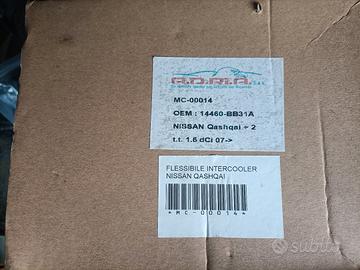 A.D.R.I.A. S.r.l.
MC-00014
OEM : 14460-BB31A
NISSAN Qashqai + 2
t.t. 1.5 dCi 07->
FLESSIBILE INTERCOOLER
NISSAN QASHQAI
*MC-00014*
subito